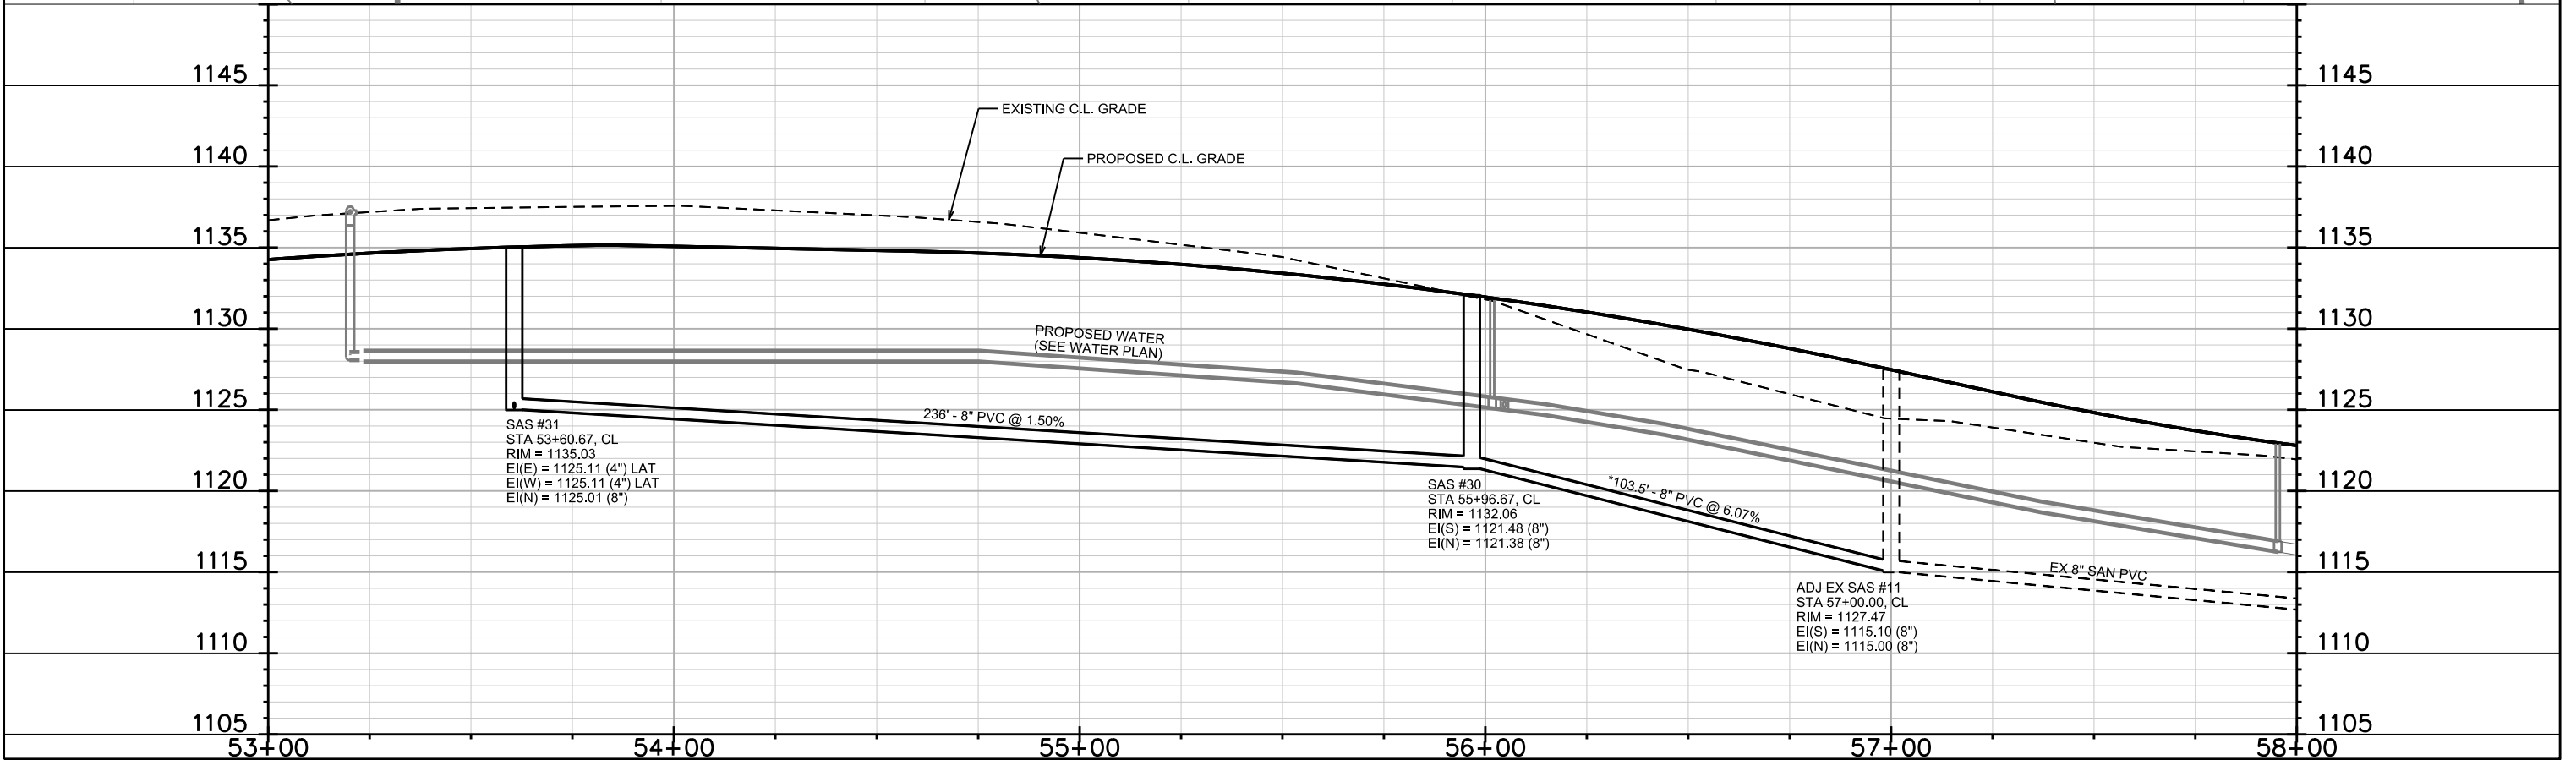 1145
1145
EXISTING C.L. GRADE
1140
PROPOSED C.L. GRADE
1140
1135
1135
1130
PROPOSED WATER
(SEE WATER PLAN)
1130
1125
236' - 8" PVC @ 1.50%
1125
SAS #31
STA 53+60.67, CL
RIM = 1135.03
EI(E) = 1125.11 (4") LAT
EI(W) = 1125.11 (4") LAT
EI(N) = 1125.01 (8")
1120
SAS #30
STA 55+96.67, CL
RIM = 1132.06
EI(S) = 1121.48 (8")
EI(N) = 1121.38 (8")
*103.5' - 8" PVC @ 6.07%
1120
1115
EX 8" SAN PVC
1115
ADJ EX SAS #11
STA 57+00.00, CL
RIM = 1127.47
EI(S) = 1115.10 (8")
EI(N) = 1115.00 (8")
1110
1110
1105
1105
53+00
54+00
55+00
56+00
57+00
58+00